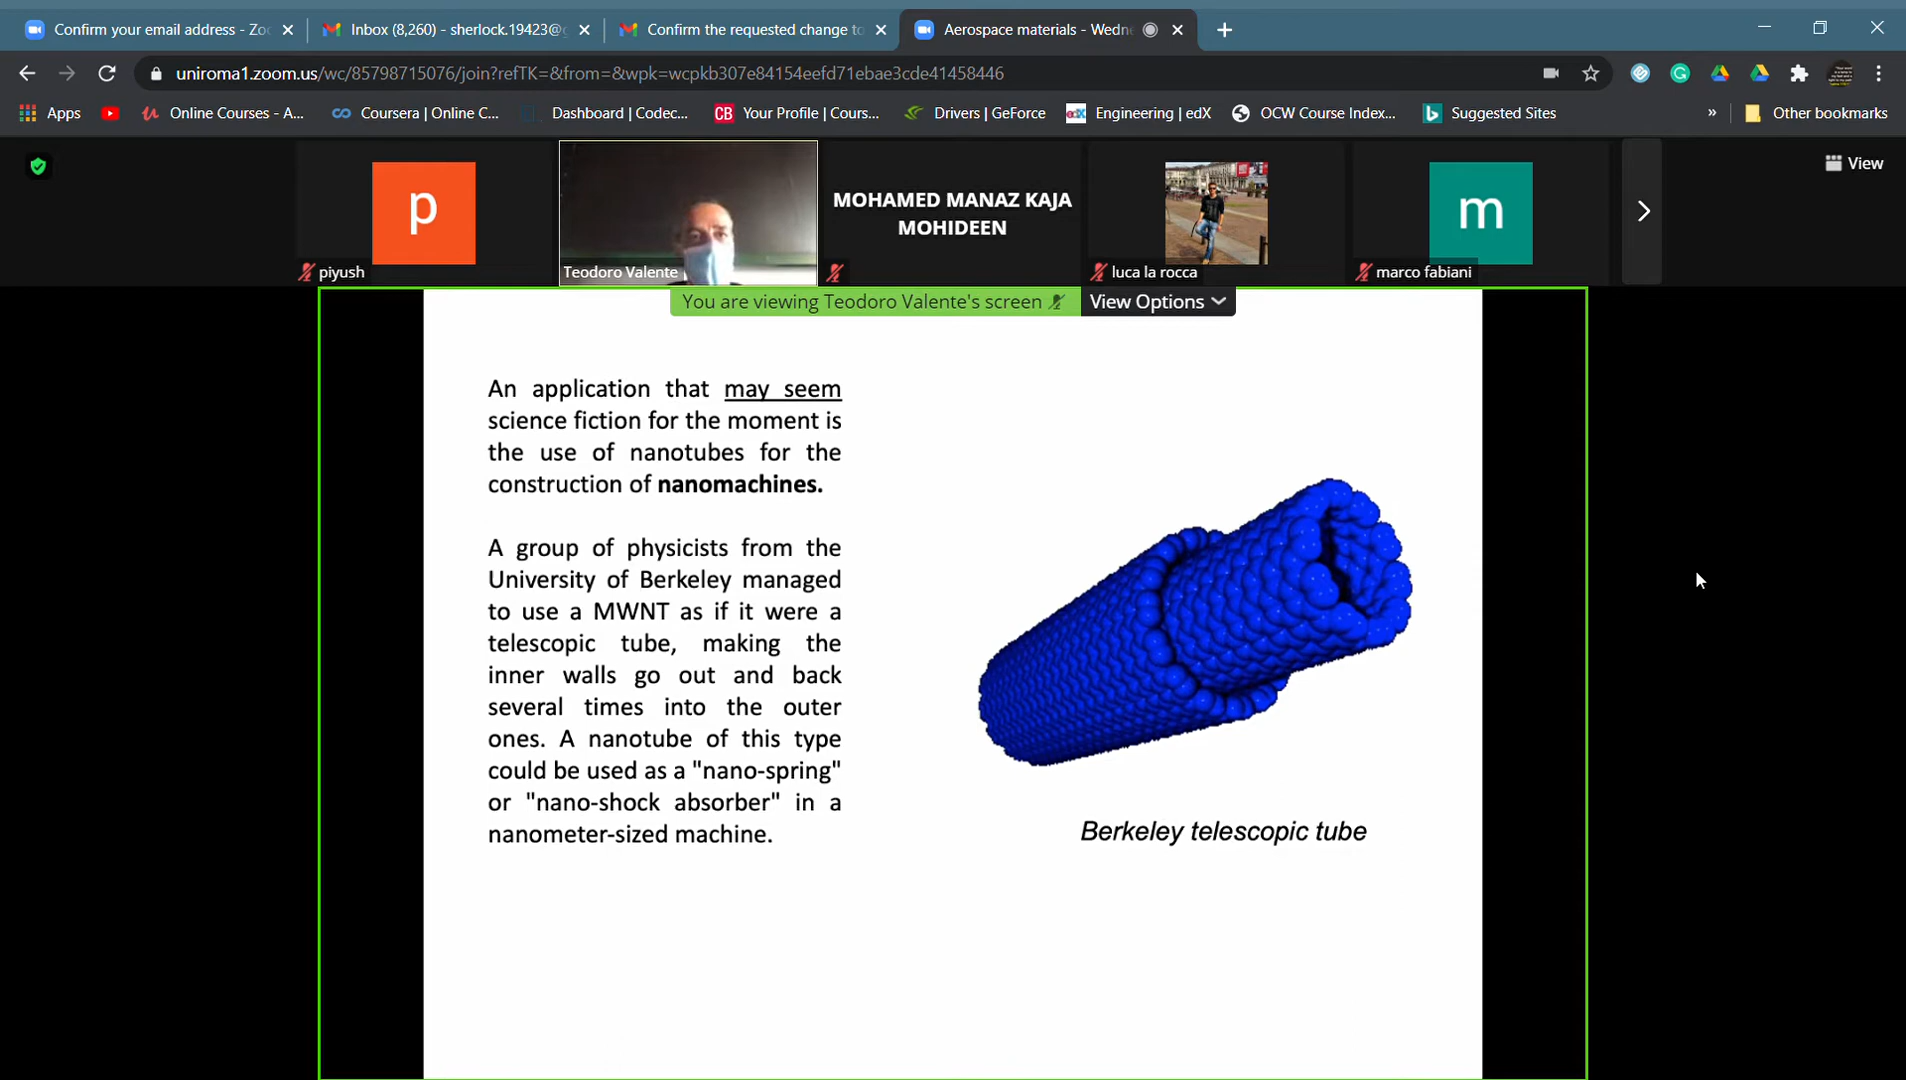 Confirm your email address - Zo
Inbox (8,260) - sherlock.19423@g
Confirm the requested change to
Aerospace materials - Wedn
uniroma1.zoom.us/wc/85798715076/join?refTK=&from=&wpk=wcpkb307e84154eefd71ebae3cde41458446
Apps
Online Courses - A...
Coursera | Online C...
Dashboard | Codec...
CB
Your Profile | Cours...
Drivers | GeForce
edX
Engineering | edX
OCW Course Index...
Suggested Sites
»
Other bookmarks
View
p
piyush
Teodoro Valente
MOHAMED MANAZ KAJA
MOHIDEEN
luca la rocca
m
marco fabiani
You are viewing Teodoro Valente's screen
View Options
An application that may seem
science fiction for the moment is
the use of nanotubes for the
construction of nanomachines.
A group of physicists from the
University of Berkeley managed
to use a MWNT as if it were a
telescopic tube, making the
inner walls go out and back
several times into the outer
ones. A nanotube of this type
could be used as a "nano-spring"
or "nano-shock absorber" in a
nanometer-sized machine.
Berkeley telescopic tube